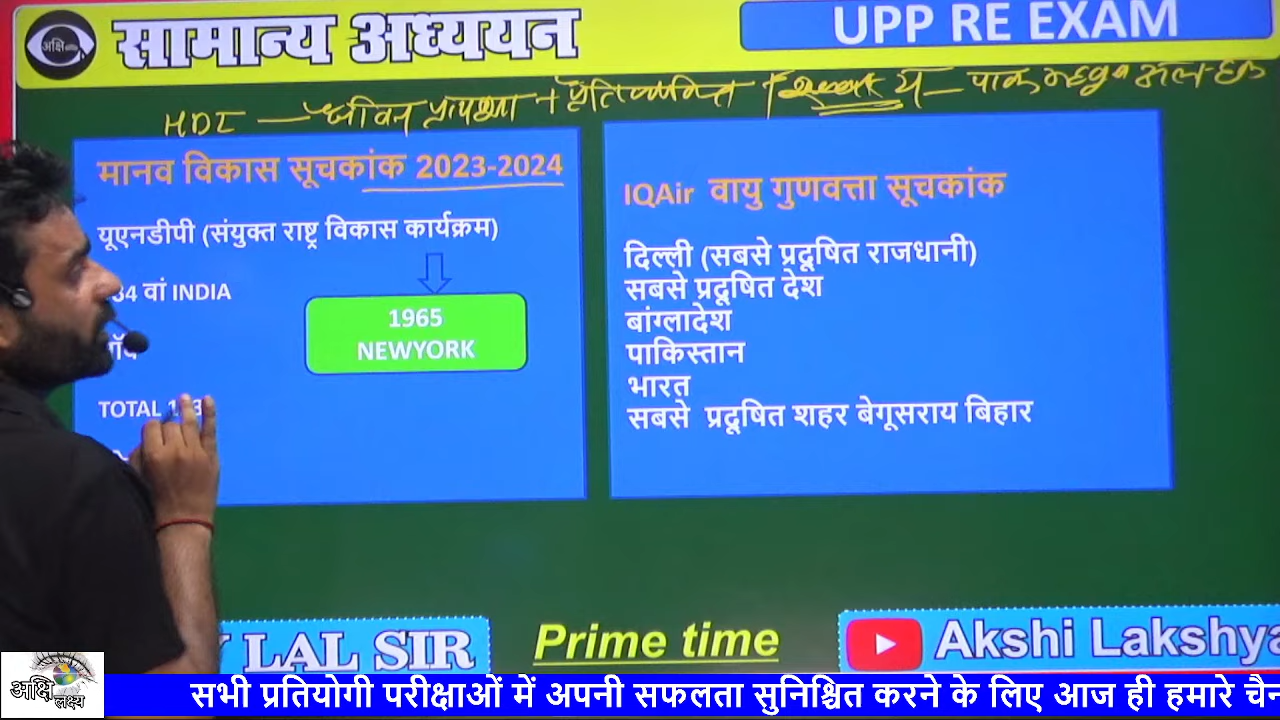 सामान्य अध्ययन
UPP RE EXAM
HDI — जीवन प्रत्याशा + प्रतिव्यक्ति +
मानव विकास सूचकांक 2023-2024
यूएनडीपी (संयुक्त राष्ट्र विकास कार्यक्रम)
34 वां INDIA
1965
NEWYORK
TOTAL
IQAir वायु गुणवत्ता सूचकांक
दिल्ली (सबसे प्रदूषित राजधानी)
सबसे प्रदूषित देश
बांग्लादेश
पाकिस्तान
भारत
सबसे प्रदूषित शहर बेगूसराय बिहार
LAL SIR
Prime time
Akshi Lakshya
अक्षि लक्ष्य
सभी प्रतियोगी परीक्षाओं में अपनी सफलता सुनिश्चित करने के लिए आज ही हमारे चैन